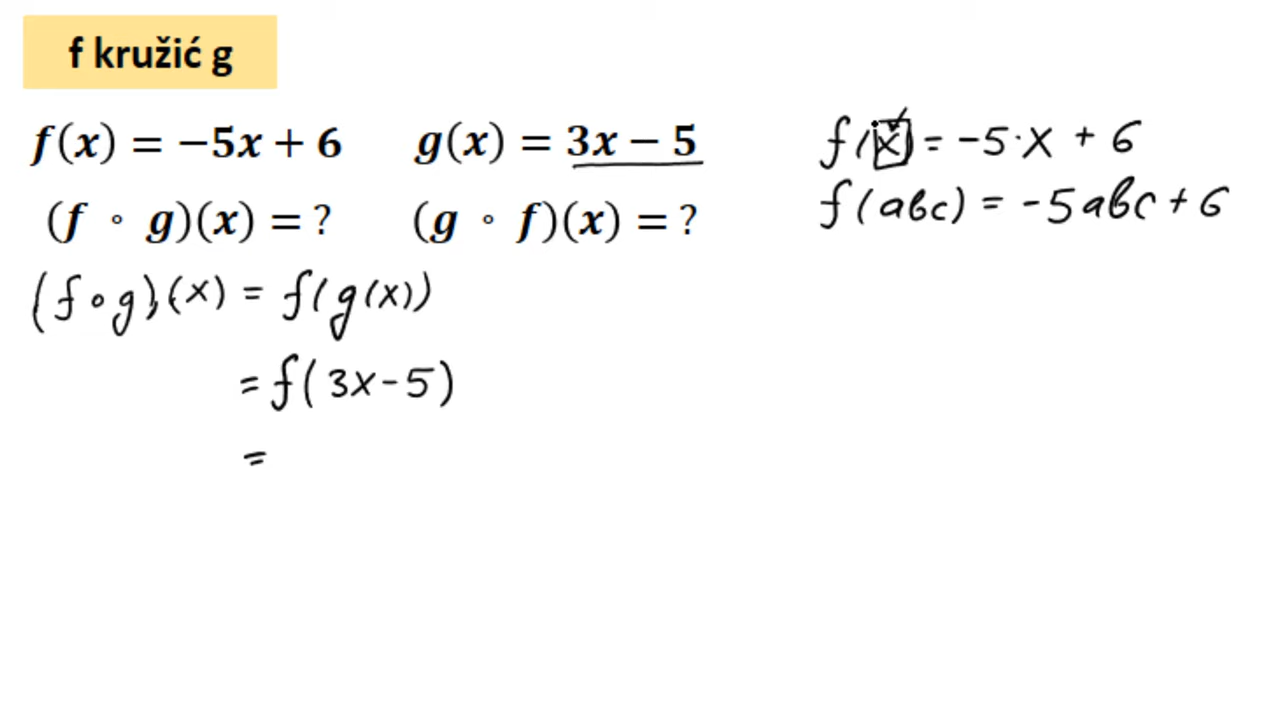 f kružić g
f(x) = −5x + 6 g(x) = 3x − 5
(f ∘ g)(x) = ? (g ∘ f)(x) = ?
(f∘g)(x) = f(g(x))
= f(3x-5)
=
f(x) = -5·x + 6
f(abc) = -5abc + 6